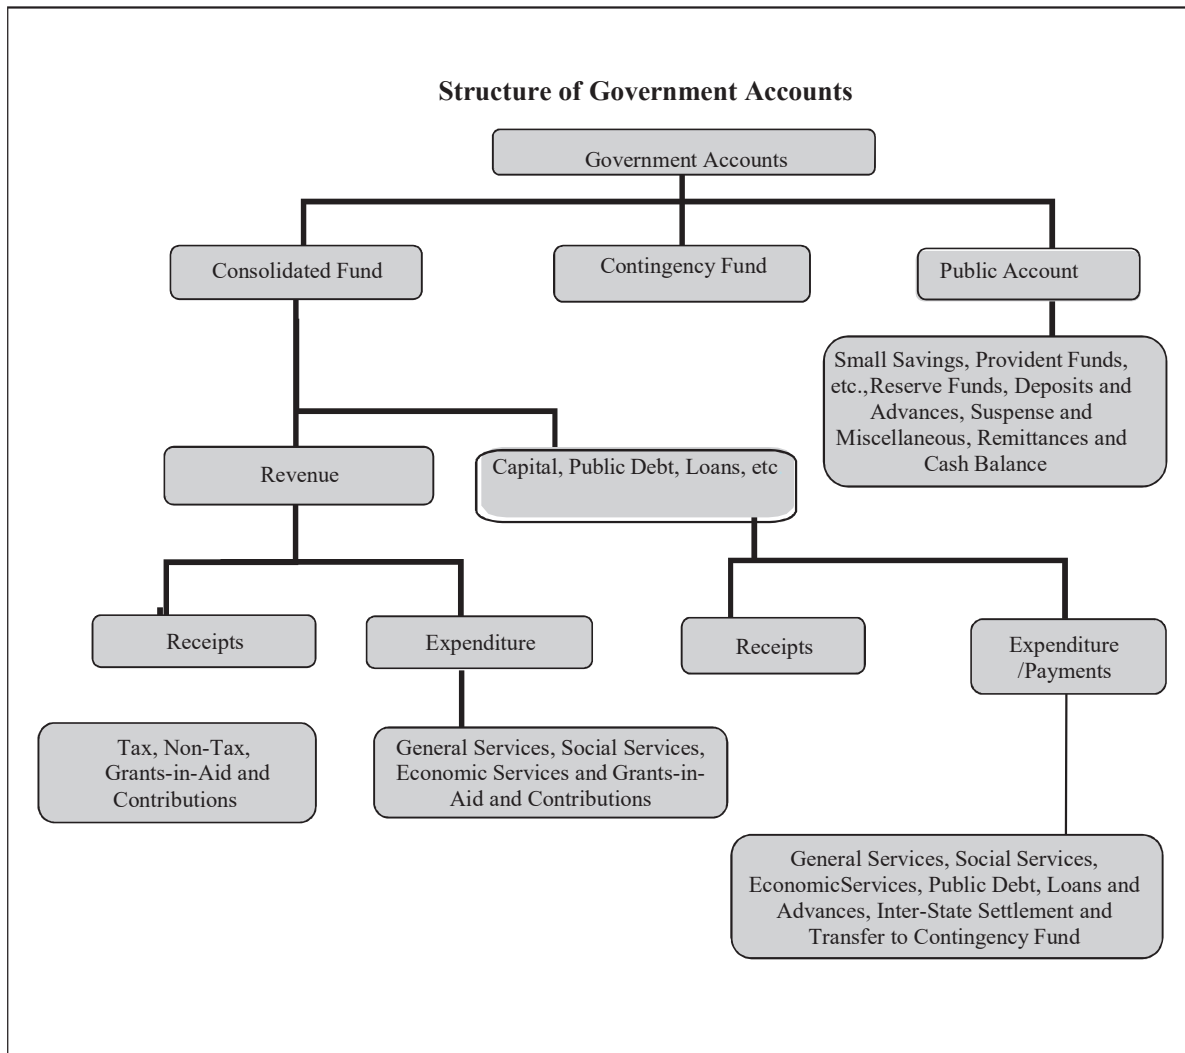 Structure of Government Accounts
Government Accounts
Consolidated Fund
Contingency Fund
Public Account
Small Savings, Provident Funds,
etc.,Reserve Funds, Deposits and
Advances, Suspense and
Miscellaneous, Remittances and
Cash Balance
Revenue
Capital, Public Debt, Loans, etc
Receipts
Expenditure
Receipts
Expenditure
/Payments
Tax, Non-Tax,
Grants-in-Aid and
Contributions
General Services, Social Services,
Economic Services and Grants-in-
Aid and Contributions
General Services, Social Services,
EconomicServices, Public Debt, Loans and
Advances, Inter-State Settlement and
Transfer to Contingency Fund